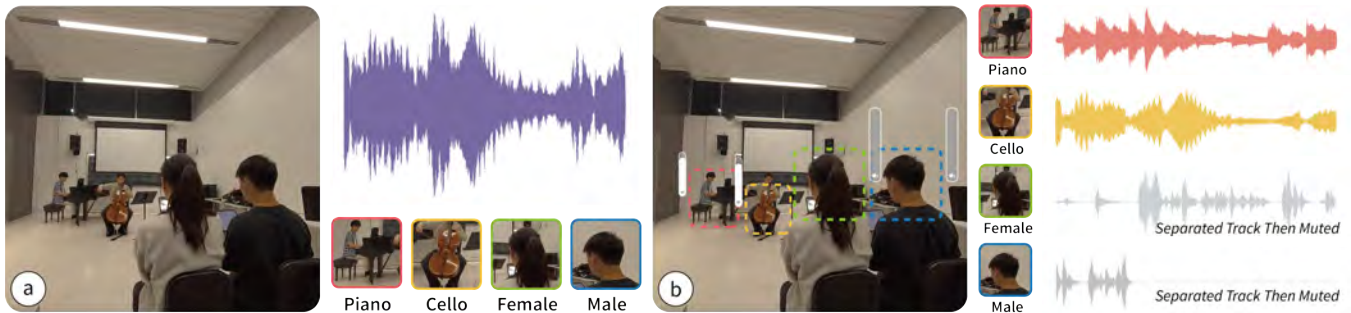 a
Piano
Cello
Female
Male
b
Piano
Cello
Female
Separated Track Then Muted
Male
Separated Track Then Muted